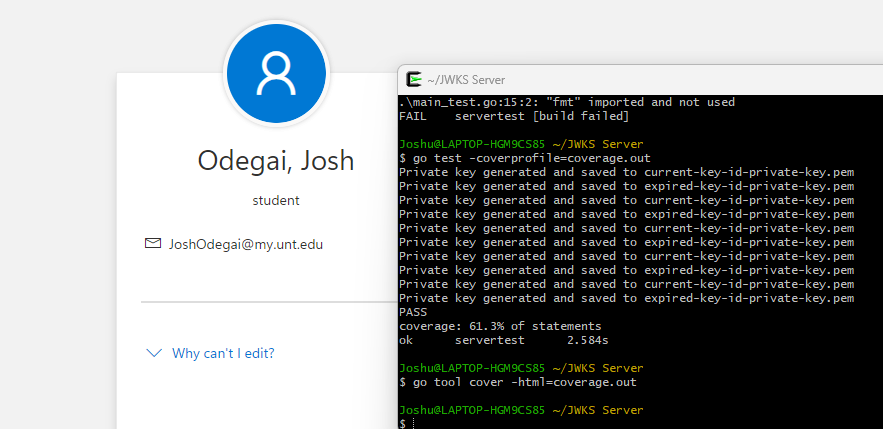 Odegai, Josh
student
JoshOdegai@my.unt.edu
Why can't I edit?
~/JWKS Server
.\main_test.go:15:2: "fmt" imported and not used
FAIL    servertest [build failed]
Joshu@LAPTOP-HGM9CS85 ~/JWKS Server
$ go test -coverprofile=coverage.out
Private key generated and saved to current-key-id-private-key.pem
Private key generated and saved to expired-key-id-private-key.pem
Private key generated and saved to current-key-id-private-key.pem
Private key generated and saved to expired-key-id-private-key.pem
Private key generated and saved to current-key-id-private-key.pem
Private key generated and saved to expired-key-id-private-key.pem
Private key generated and saved to current-key-id-private-key.pem
Private key generated and saved to expired-key-id-private-key.pem
Private key generated and saved to current-key-id-private-key.pem
Private key generated and saved to expired-key-id-private-key.pem
PASS
coverage: 61.3% of statements
ok      servertest      2.584s
Joshu@LAPTOP-HGM9CS85 ~/JWKS Server
$ go tool cover -html=coverage.out
Joshu@LAPTOP-HGM9CS85 ~/JWKS Server
$